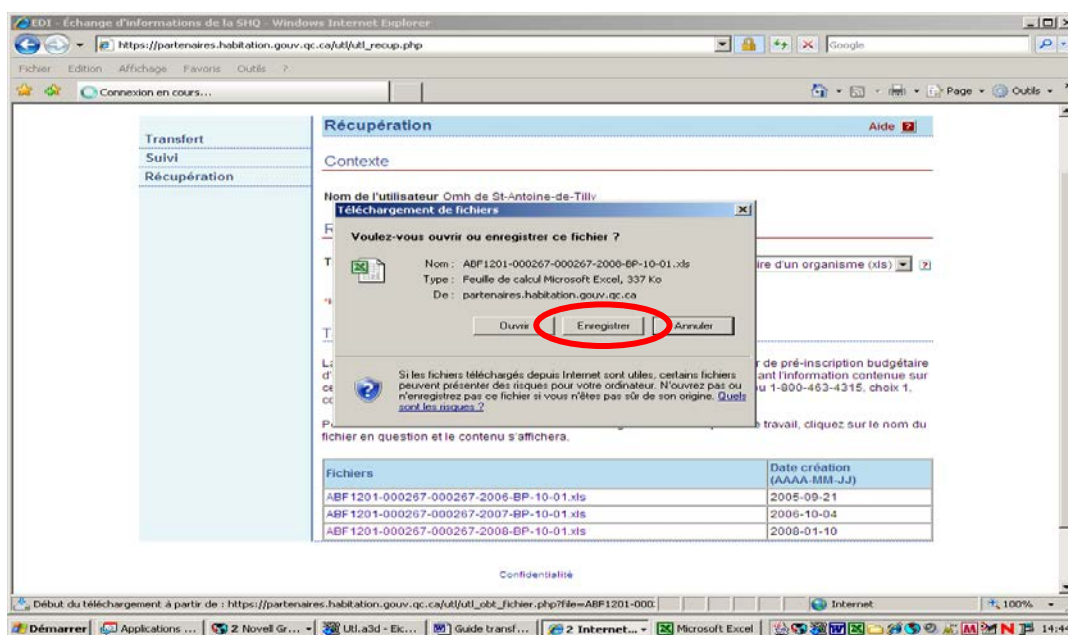 EDI - Échange d'informations de la SHQ - Windows Internet Explorer
https://partenaires.habitation.gouv.qc.ca/utl/utl_recup.php
Google
Fichier Edition Affichage Favoris Outils ?
Connexion en cours...
Page Outils
Transfert
Suivi
Récupération
Récupération
Aide ?
Contexte
Nom de l'utilisateur Omh de St-Antoine-de-Tilly
Téléchargement de fichiers
Voulez-vous ouvrir ou enregistrer ce fichier ?
Nom : ABF1201-000267-000267-2008-BP-10-01.xls
Type : Feuille de calcul Microsoft Excel, 337 Ko
De : partenaires.habitation.gouv.qc.ca
Ouvrir Enregistrer Annuler
Si les fichiers téléchargés depuis Internet sont utiles, certains fichiers
peuvent présenter des risques pour votre ordinateur. N'ouvrez pas ou
n'enregistrez pas ce fichier si vous n'êtes pas sûr de son origine. Quels
sont les risques ?
ire d'un organisme (xls) ?
r de pré-inscription budgétaire
ant l'information contenue sur
u 1-800-463-4315, choix 1.
e travail, cliquez sur le nom du
fichier en question et le contenu s'affichera.
Fichiers
Date création
(AAAA-MM-JJ)
ABF1201-000267-000267-2006-BP-10-01.xls 2005-09-21
ABF1201-000267-000267-2007-BP-10-01.xls 2006-10-04
ABF1201-000267-000267-2008-BP-10-01.xls 2008-01-10
Confidentialité
Début du téléchargement à partir de : https://partenaires.habitation.gouv.qc.ca/utl/utl_obt_fichier.php?file=ABF1201-000
Internet
100%
Démarrer Applications ... 2 Novell Gr... Utl.a3d - Eic... Guide transf... 2 Internet... Microsoft Excel 14:44